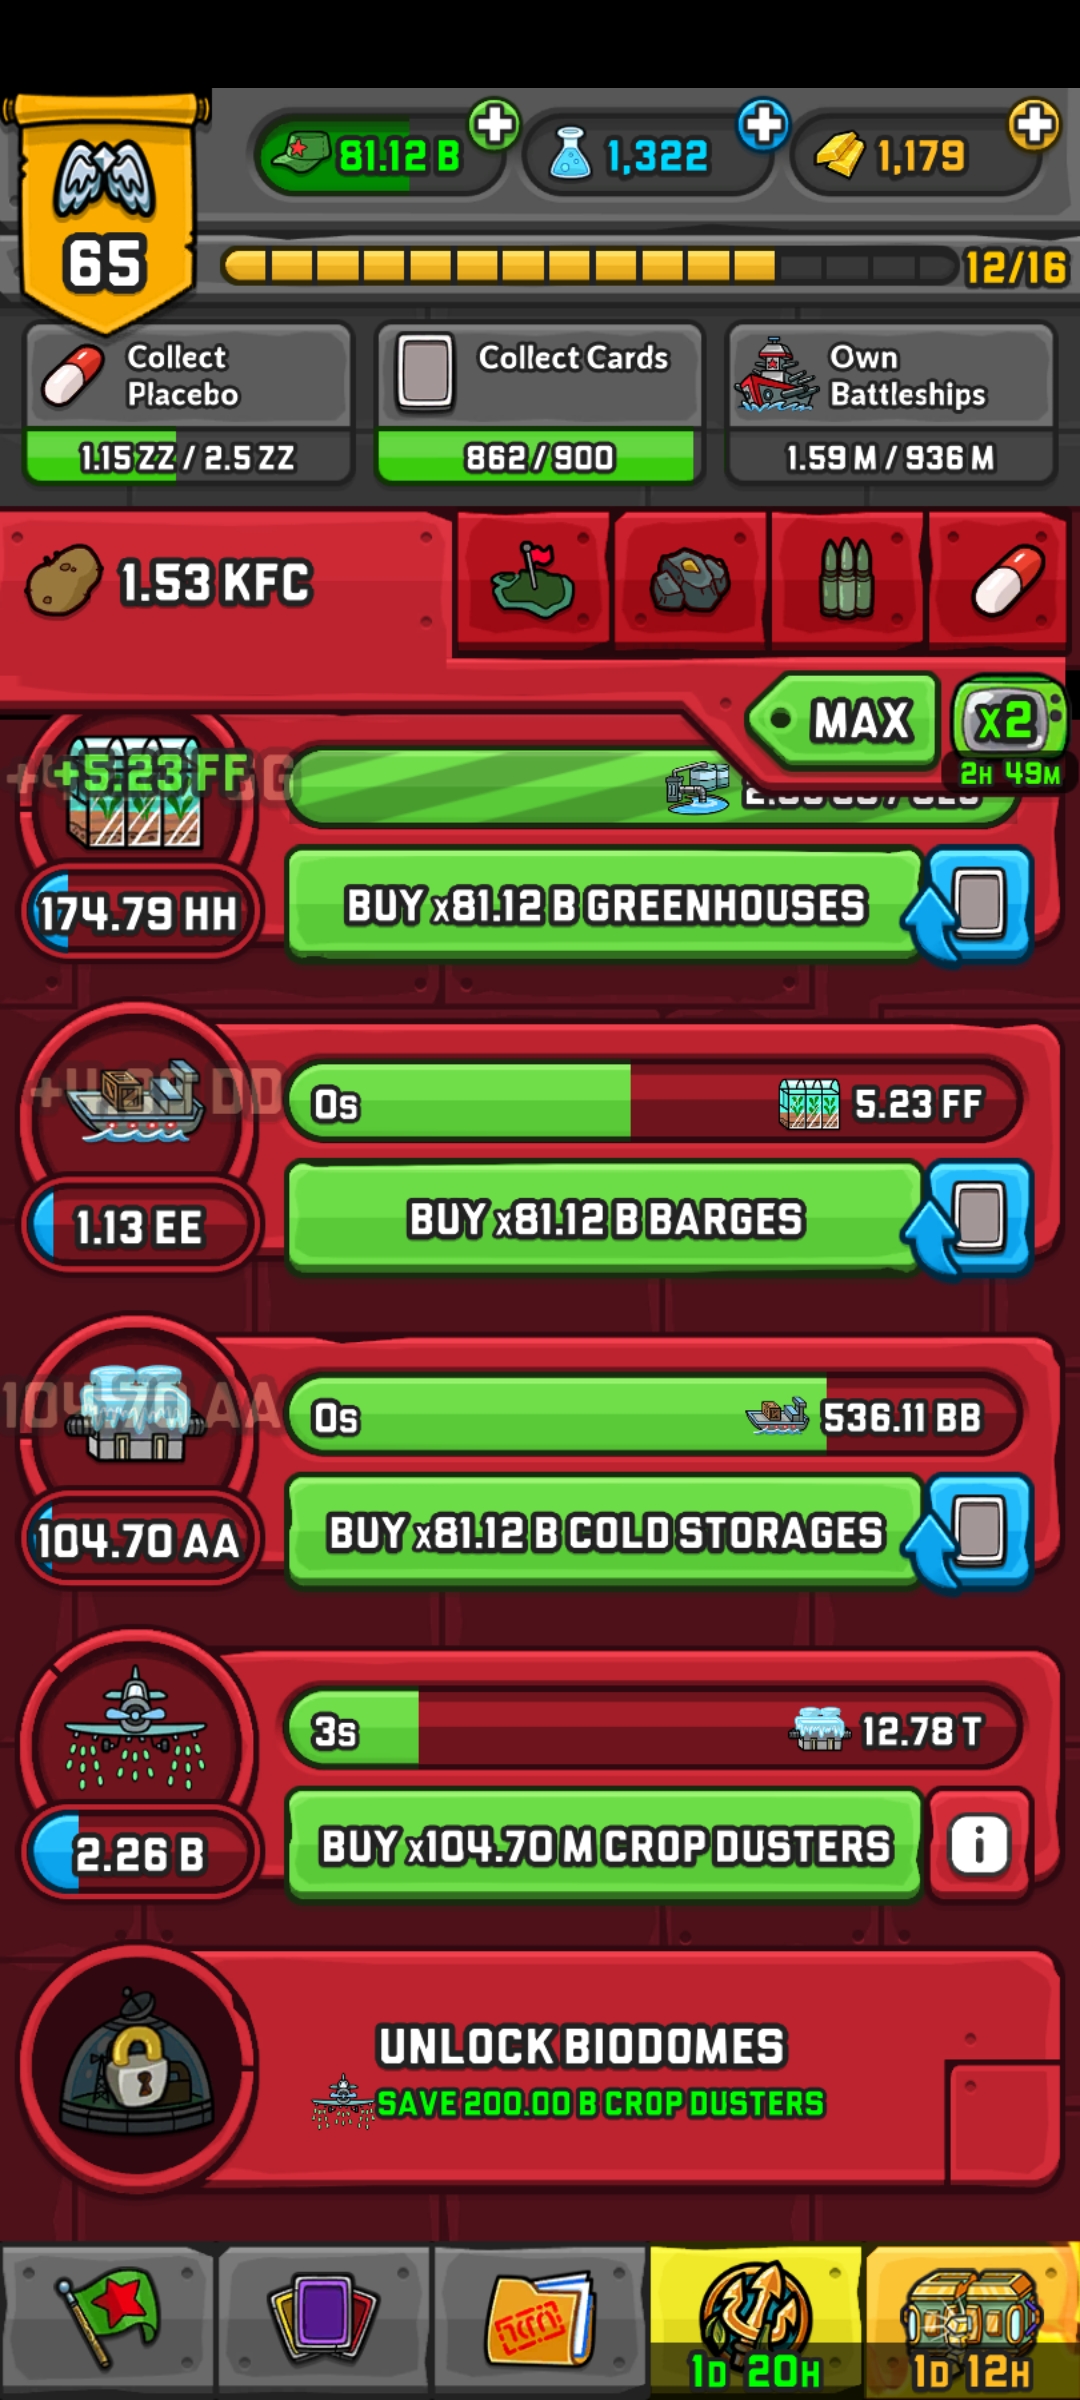 81.12 B
1,322
1,179
65
12/16
Collect
Placebo
1.15 ZZ / 2.5 ZZ
Collect Cards
862/900
Own
Battleships
1.59 M / 936 M
1.53 KFC
MAX
X2
2H 49M
+5.23 FF
174.79 HH
BUY x81.12 B GREENHOUSES
DD
0s
5.23 FF
1.13 EE
BUY x81.12 B BARGES
104.70 AA
0s
536.11 BB
104.70 AA
BUY x81.12 B COLD STORAGES
3s
12.78 T
2.26 B
BUY x104.70 M CROP DUSTERS
i
UNLOCK BIODOMES
SAVE 200.00 B CROP DUSTERS
1D 20H
1D 12H